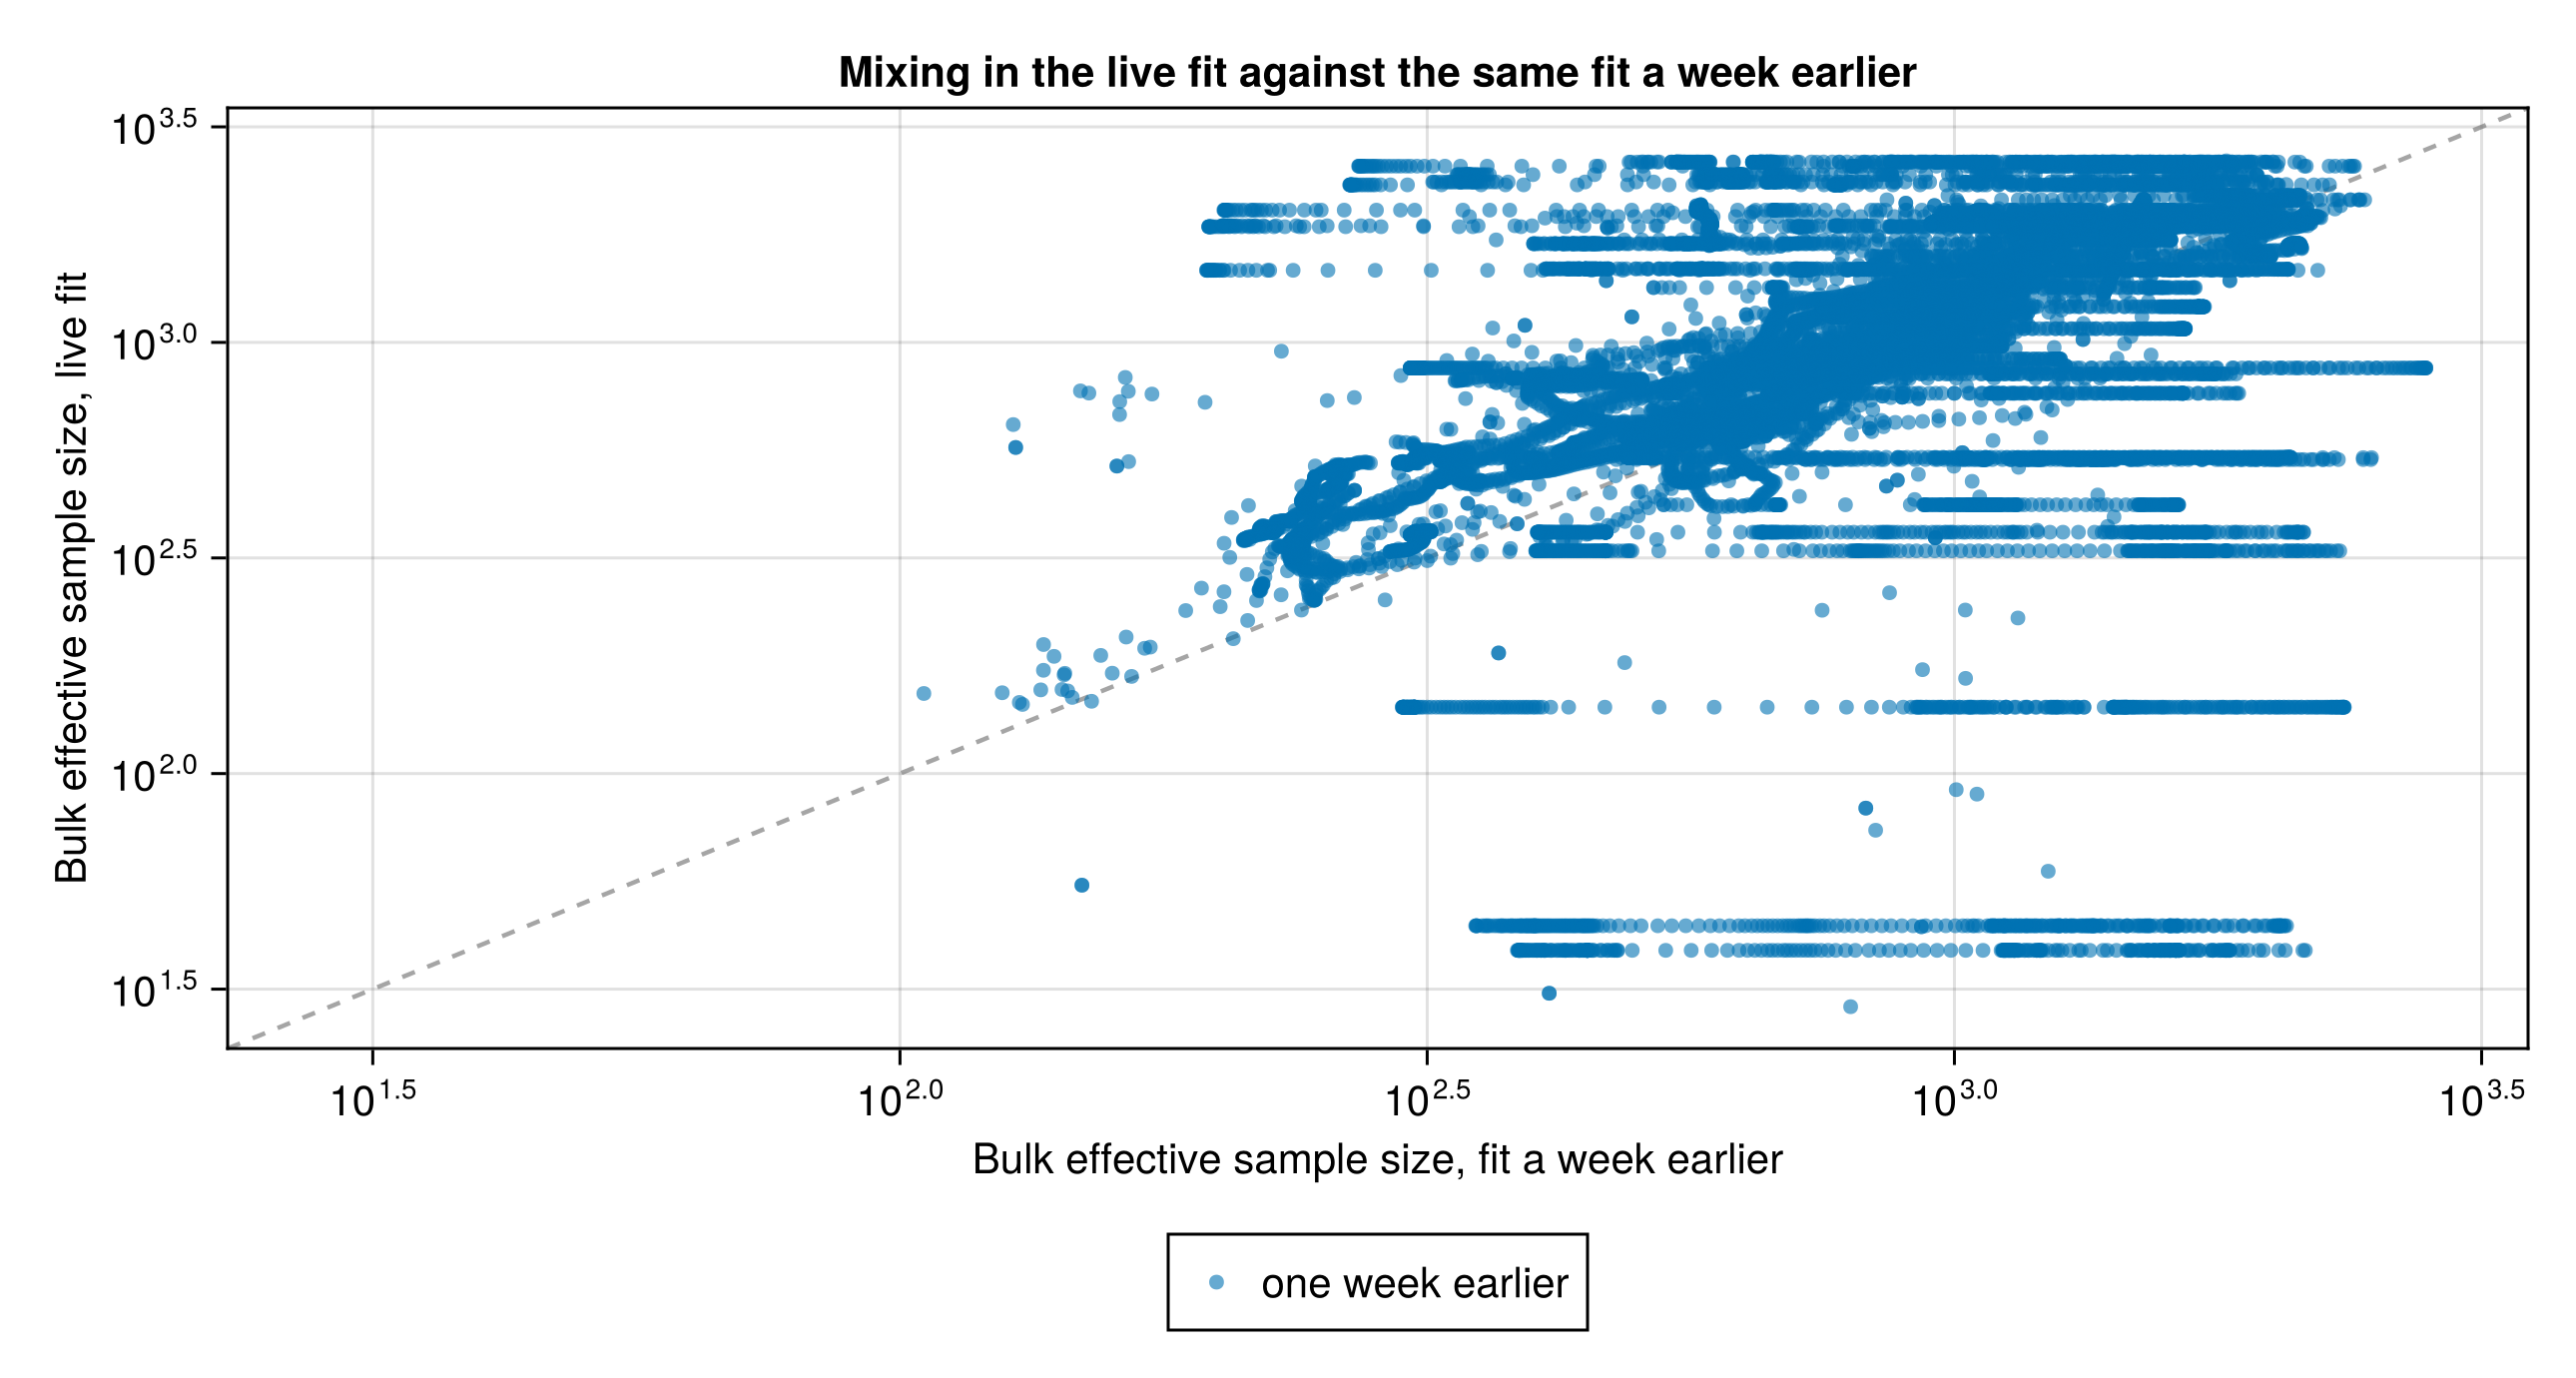 Mixing in the live fit against the same fit a week earlier
Bulk effective sample size, live fit
10^3.5
10^3.0
10^2.5
10^2.0
10^1.5
10^1.5
10^2.0
10^2.5
10^3.0
10^3.5
Bulk effective sample size, fit a week earlier
one week earlier